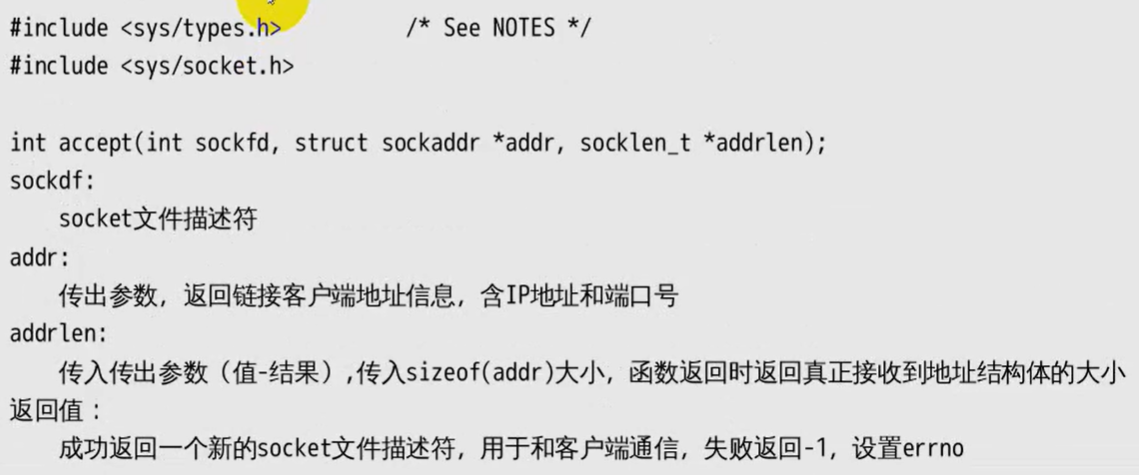 #include <sys/types.h>          /* See NOTES */
#include <sys/socket.h>
int accept(int sockfd, struct sockaddr *addr, socklen_t *addrlen);
sockdf:
socket文件描述符
addr:
传出参数，返回链接客户端地址信息，含IP地址和端口号
addrlen:
传入传出参数（值-结果）,传入sizeof(addr)大小，函数返回时返回真正接收到地址结构体的大小
返回值：
成功返回一个新的socket文件描述符，用于和客户端通信，失败返回-1，设置errno